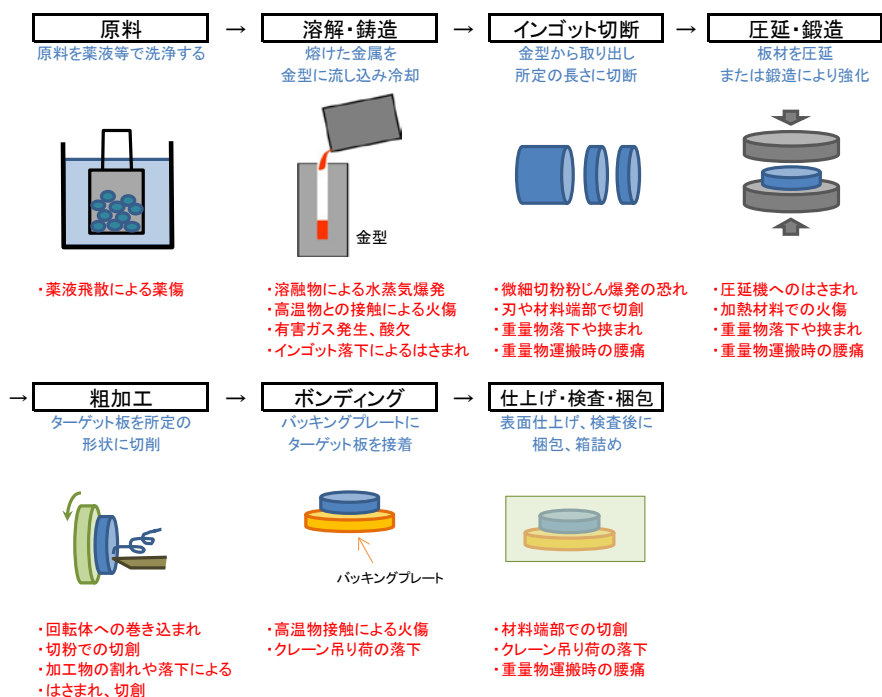 原料 → 溶解・鋳造 → インゴット切断 → 圧延・鍛造
原料を薬液等で洗浄する
熔けた金属を
金型に流し込み冷却
金型から取り出し
所定の長さに切断
板材を圧延
または鍛造により強化
金型
・薬液飛散による薬傷
・溶融物による水蒸気爆発
・高温物との接触による火傷
・有害ガス発生、酸欠
・インゴット落下によるはさまれ
・微細切粉粉じん爆発の恐れ
・刃や材料端部で切創
・重量物落下や挟まれ
・重量物運搬時の腰痛
・圧延機へのはさまれ
・加熱材料での火傷
・重量物落下や挟まれ
・重量物運搬時の腰痛
→ 粗加工 → ボンディング → 仕上げ・検査・梱包
ターゲット板を所定の
形状に切削
バッキングプレートに
ターゲット板を接着
表面仕上げ、検査後に
梱包、箱詰め
バッキングプレート
・回転体への巻き込まれ
・切粉での切創
・加工物の割れや落下による
・はさまれ、切創
・高温物接触による火傷
・クレーン吊り荷の落下
・材料端部での切創
・クレーン吊り荷の落下
・重量物運搬時の腰痛